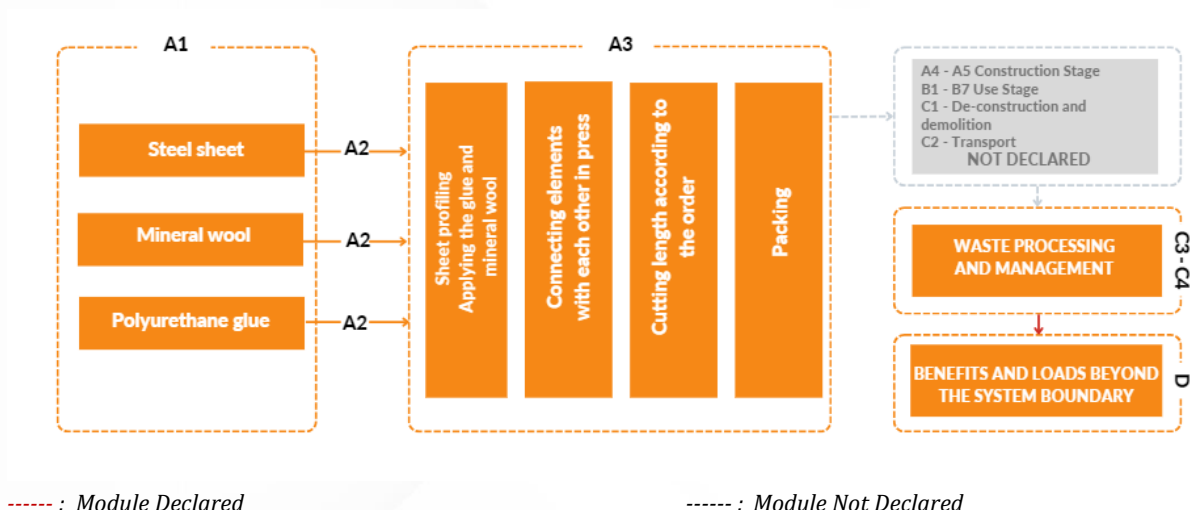 A1
Steel sheet
Mineral wool
Polyurethane glue
A2
A2
A2
A3
Sheet profiling
Applying the glue and
mineral wool
Connecting elements
with each other in press
Cutting length according to
the order
Packing
A4 - A5 Construction Stage
B1 - B7 Use Stage
C1 - De-construction and
demolition
C2 - Transport
NOT DECLARED
WASTE PROCESSING
AND MANAGEMENT
C3 - C4
BENEFITS AND LOADS BEYOND
THE SYSTEM BOUNDARY
D
------ : Module Declared
------ : Module Not Declared